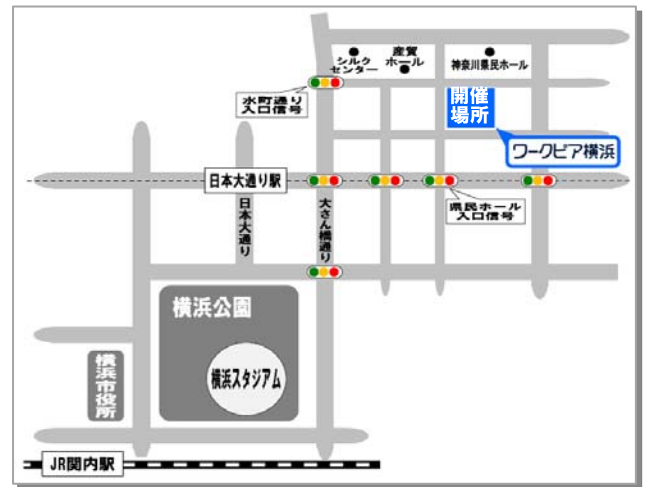 シルク
センター
産貿
ホール
神奈川県民ホール
水町通り
入口信号
開催
場所
ワークピア横浜
日本大通り駅
日本大通り
大さん橋通り
県民ホール
入口信号
横浜公園
横浜スタジアム
横浜市役所
JR関内駅